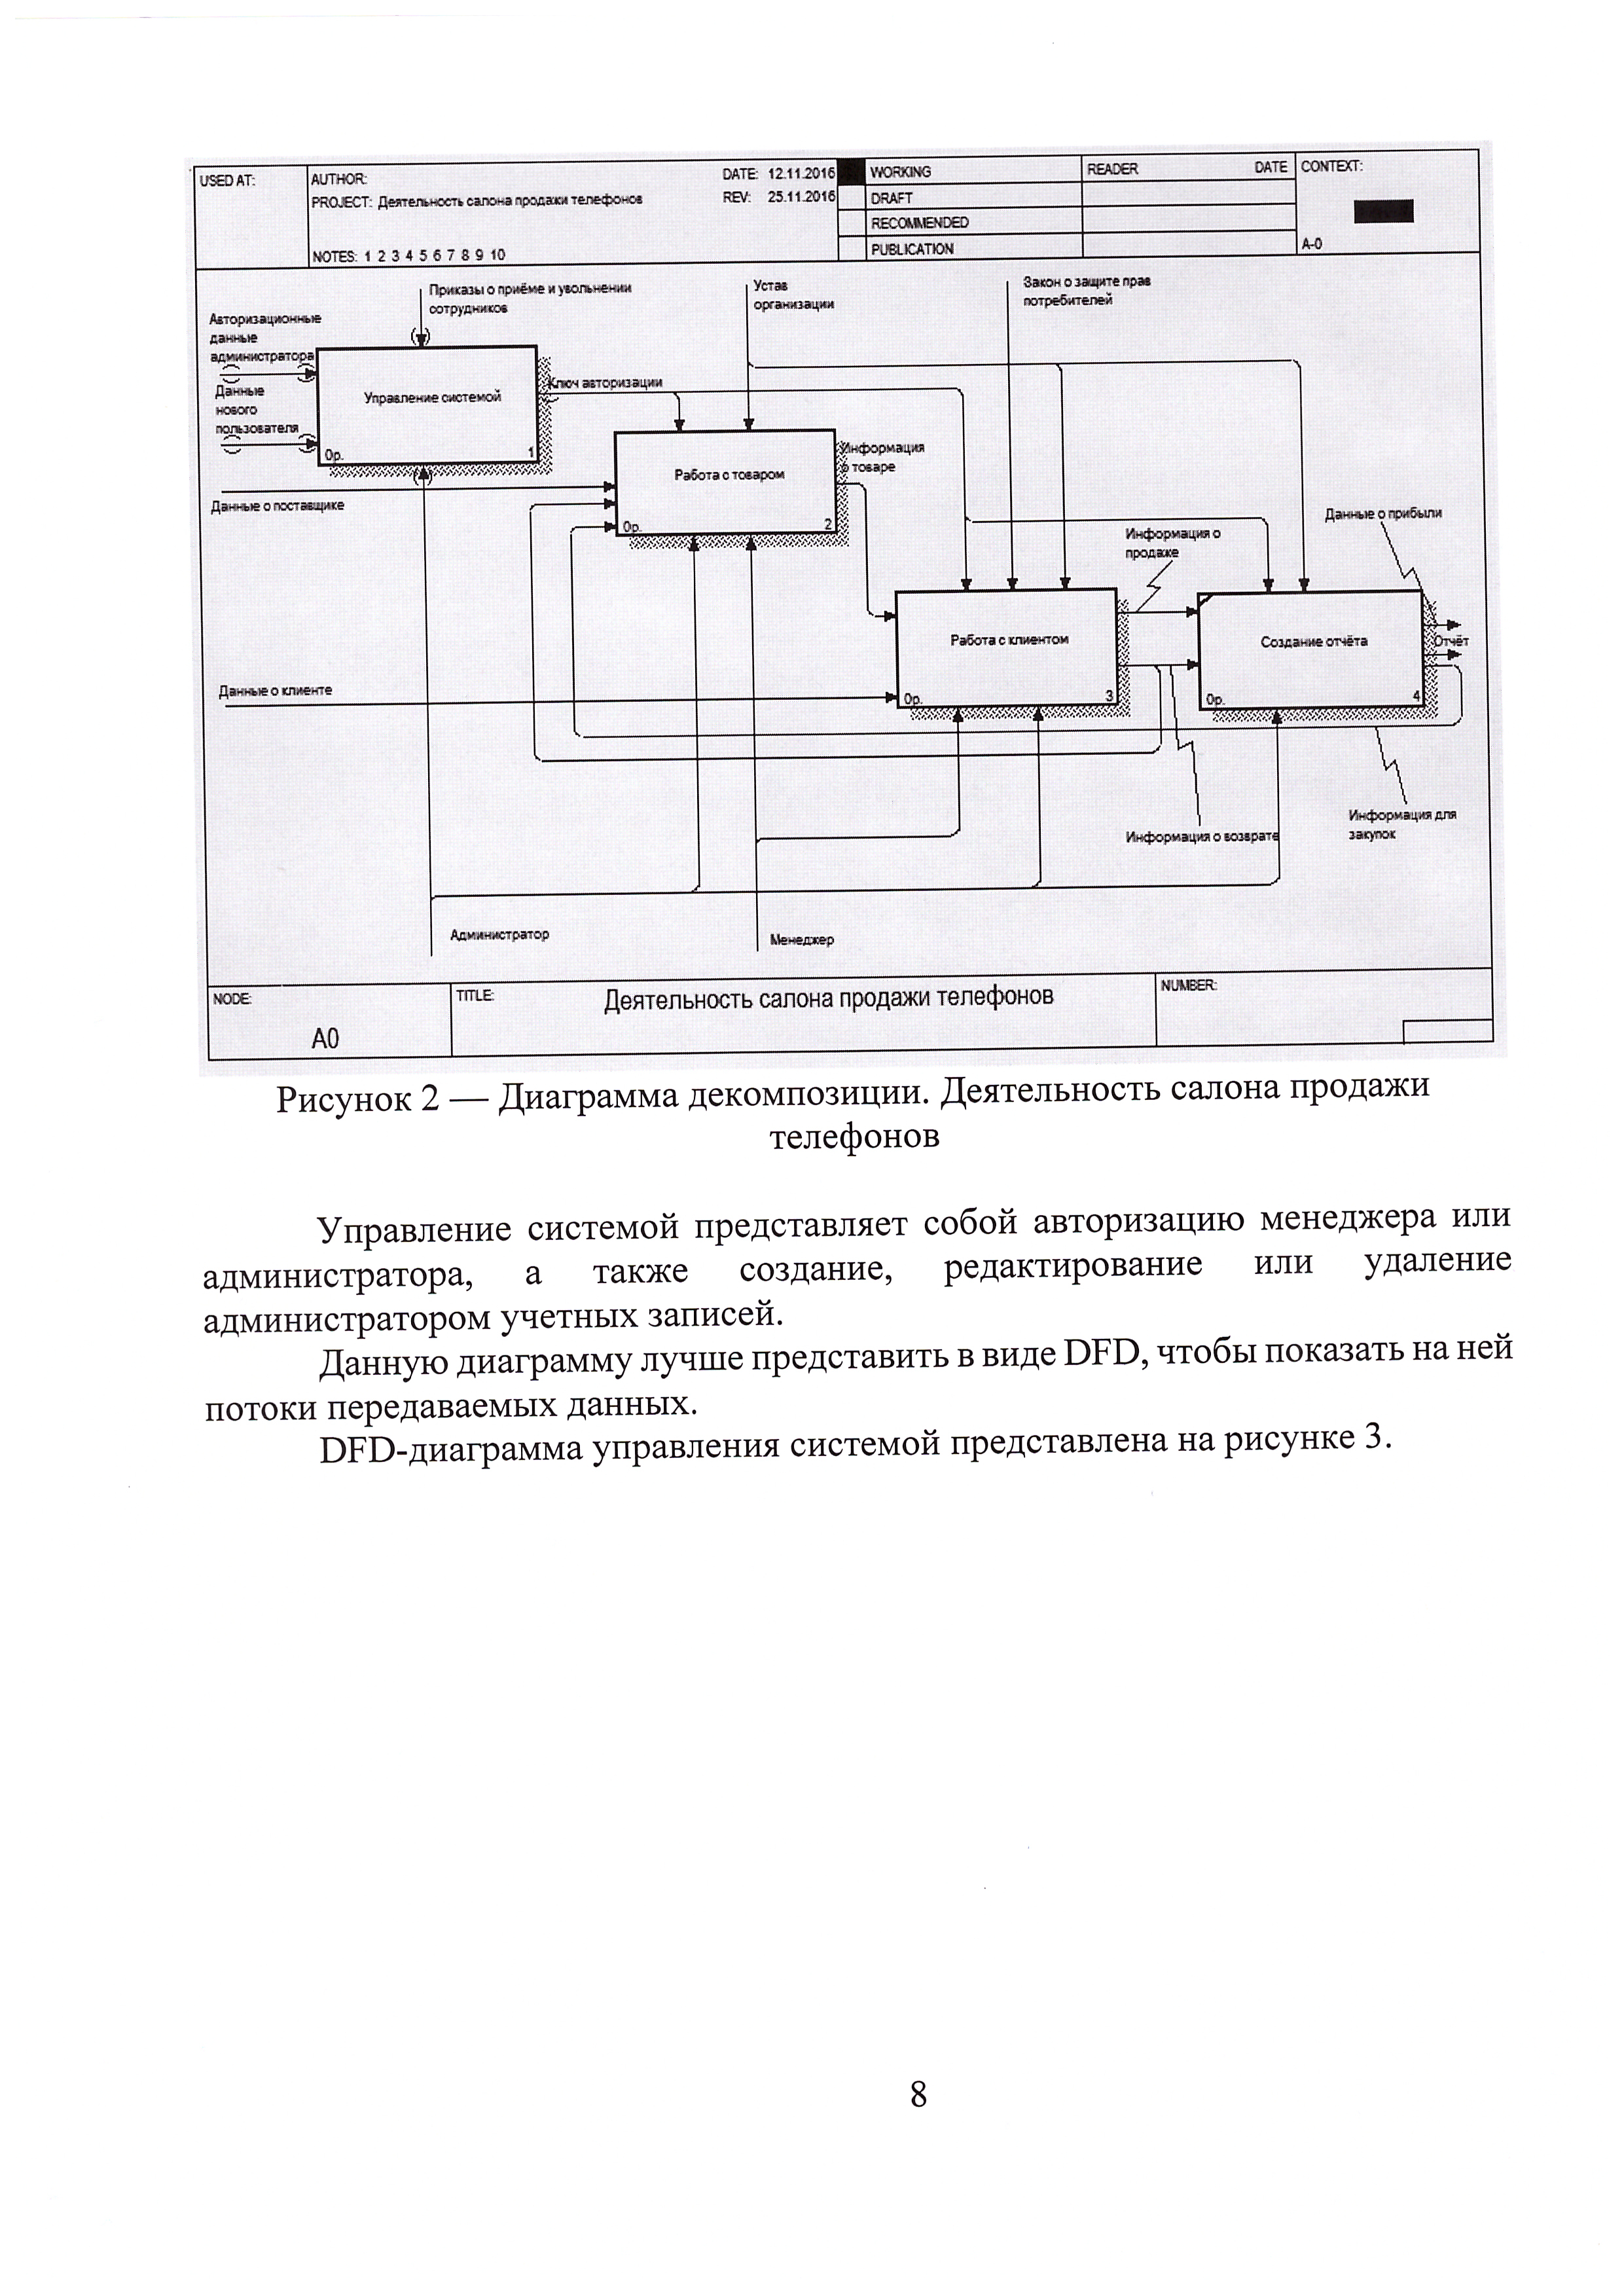 USED AT:
AUTHOR:
PROJECT: Деятельность салона продажи телефонов
DATE: 12.11.2016
REV: 25.11.2016
NOTES: 1 2 3 4 5 6 7 8 9 10
WORKING
DRAFT
RECOMMENDED
PUBLICATION
READER DATE
CONTEXT:
A-0
Приказы о приёме и увольнении
сотрудников
Устав
организации
Закон о защите прав
потребителей
Авторизационные
данные
администратора
Данные
нового
пользователя
Управление системой
0р. 1
Ключ авторизации
Работа с товаром
0р. 2
Информация
о товаре
Данные о поставщике
Данные о прибыли
Информация о
продаже
Работа с клиентом
0р. 3
Создание отчёта
0р. 4
Отчёт
Данные о клиенте
Информация о возврате
Информация для
закупок
Администратор
Менеджер
NODE:
A0
TITLE:
Деятельность салона продажи телефонов
NUMBER:
Рисунок 2 — Диаграмма декомпозиции. Деятельность салона продажи
телефонов
Управление системой представляет собой авторизацию менеджера или
администратора, а также создание, редактирование или удаление
администратором учетных записей.
Данную диаграмму лучше представить в виде DFD, чтобы показать на ней
потоки передаваемых данных.
DFD-диаграмма управления системой представлена на рисунке 3.
8